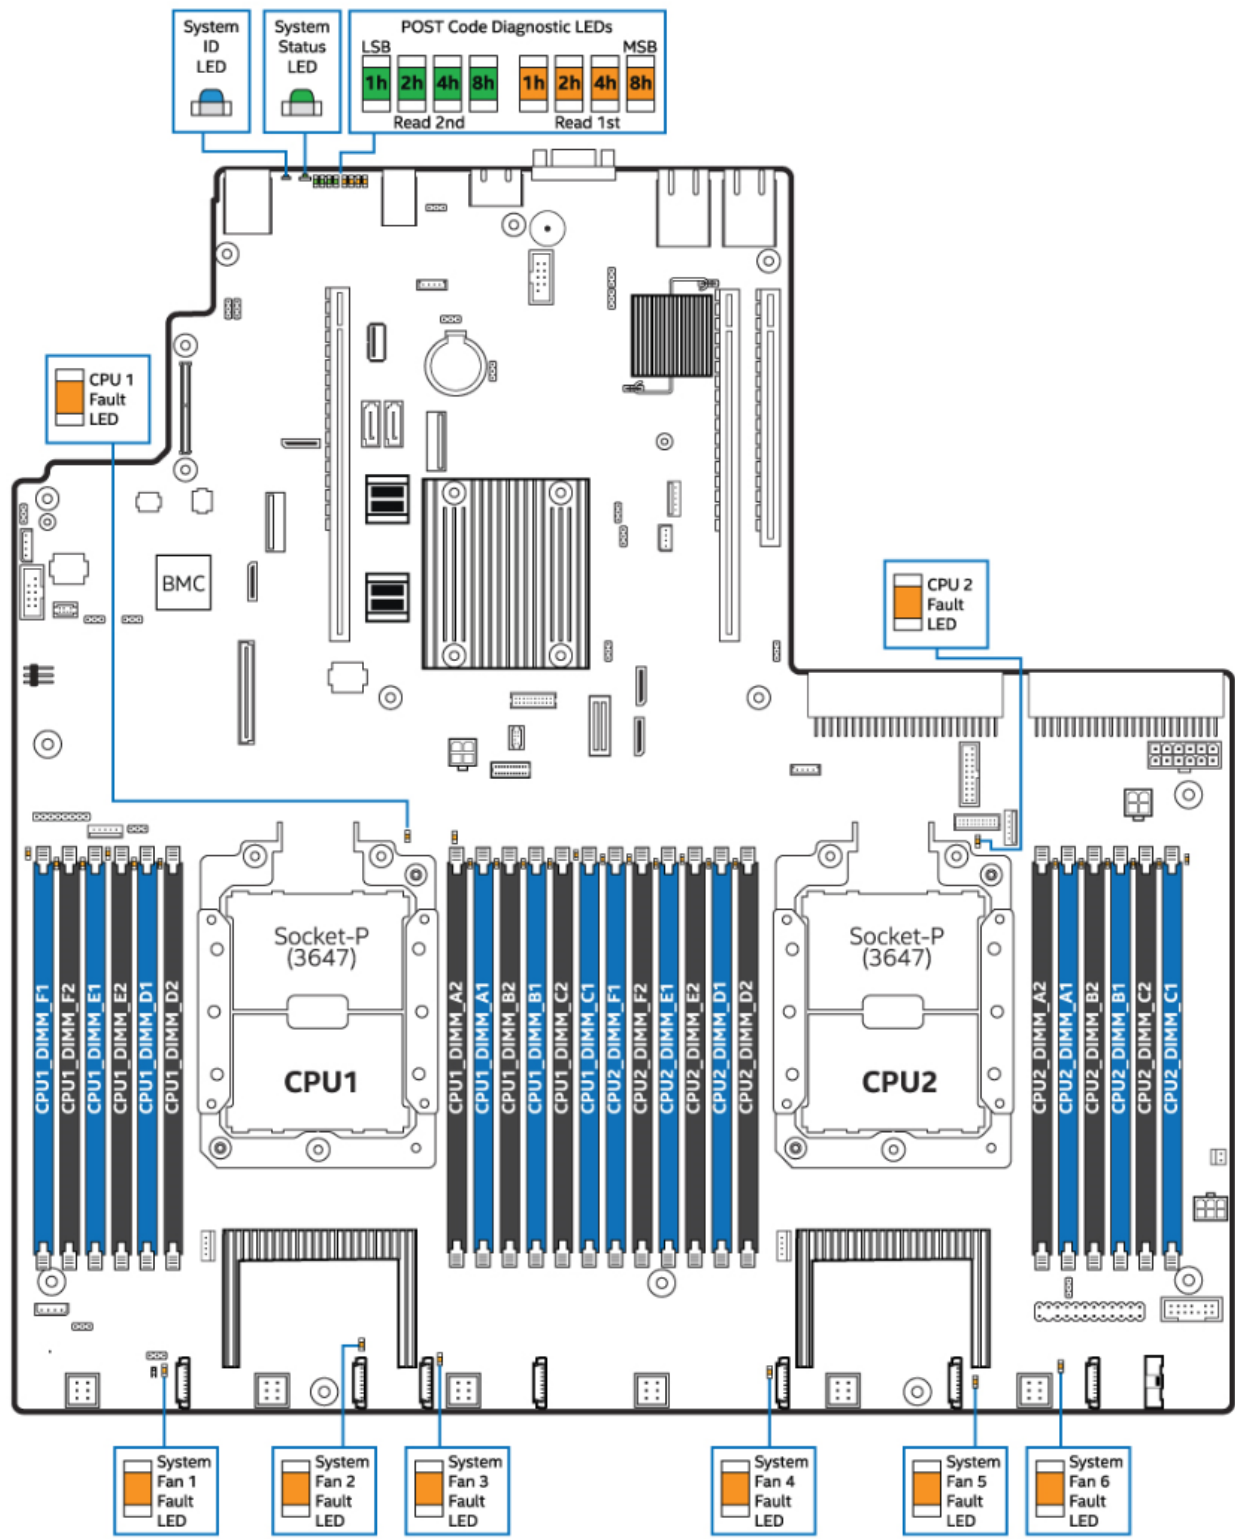 System
ID
LED
System
Status
LED
POST Code Diagnostic LEDs
LSB
MSB
1h
2h
4h
8h
1h
2h
4h
8h
Read 2nd
Read 1st
CPU 1
Fault
LED
BMC
CPU 2
Fault
LED
CPU1_DIMM_F1
CPU1_DIMM_F2
CPU1_DIMM_E1
CPU1_DIMM_E2
CPU1_DIMM_D1
CPU1_DIMM_D2
Socket-P
(3647)
CPU1
CPU1_DIMM_A2
CPU1_DIMM_A1
CPU1_DIMM_B2
CPU1_DIMM_B1
CPU1_DIMM_C2
CPU1_DIMM_C1
CPU2_DIMM_F1
CPU2_DIMM_F2
CPU2_DIMM_E1
CPU2_DIMM_E2
CPU2_DIMM_D1
CPU2_DIMM_D2
Socket-P
(3647)
CPU2
CPU2_DIMM_A2
CPU2_DIMM_A1
CPU2_DIMM_B2
CPU2_DIMM_B1
CPU2_DIMM_C2
CPU2_DIMM_C1
System
Fan 1
Fault
LED
System
Fan 2
Fault
LED
System
Fan 3
Fault
LED
System
Fan 4
Fault
LED
System
Fan 5
Fault
LED
System
Fan 6
Fault
LED